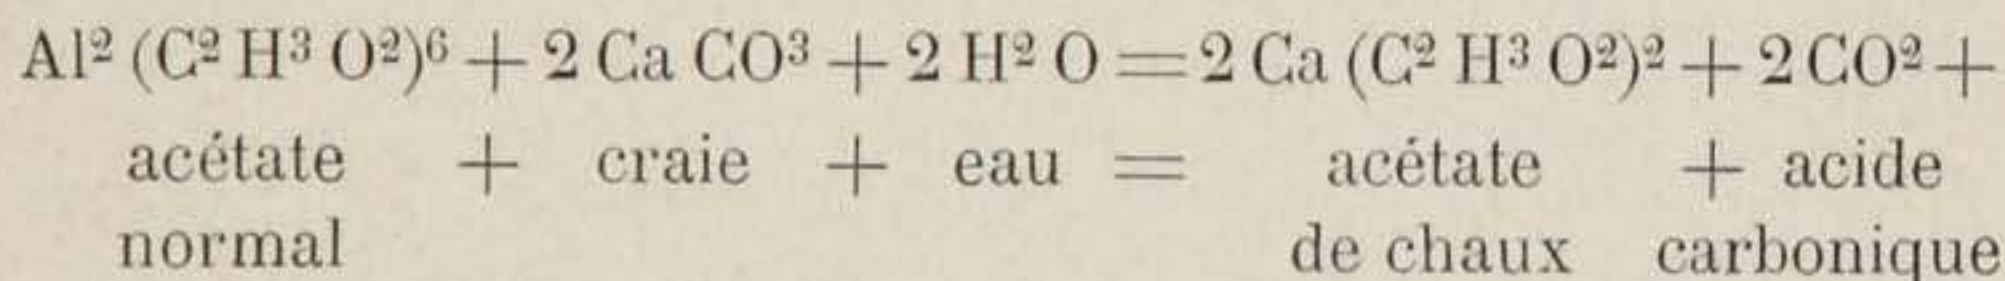 Al² (C² H³ O²)⁶ + 2 Ca CO³ + 2 H² O = 2 Ca (C² H³ O²)² + 2 CO² +
acétate + craie + eau = acétate + acide
normal de chaux carbonique